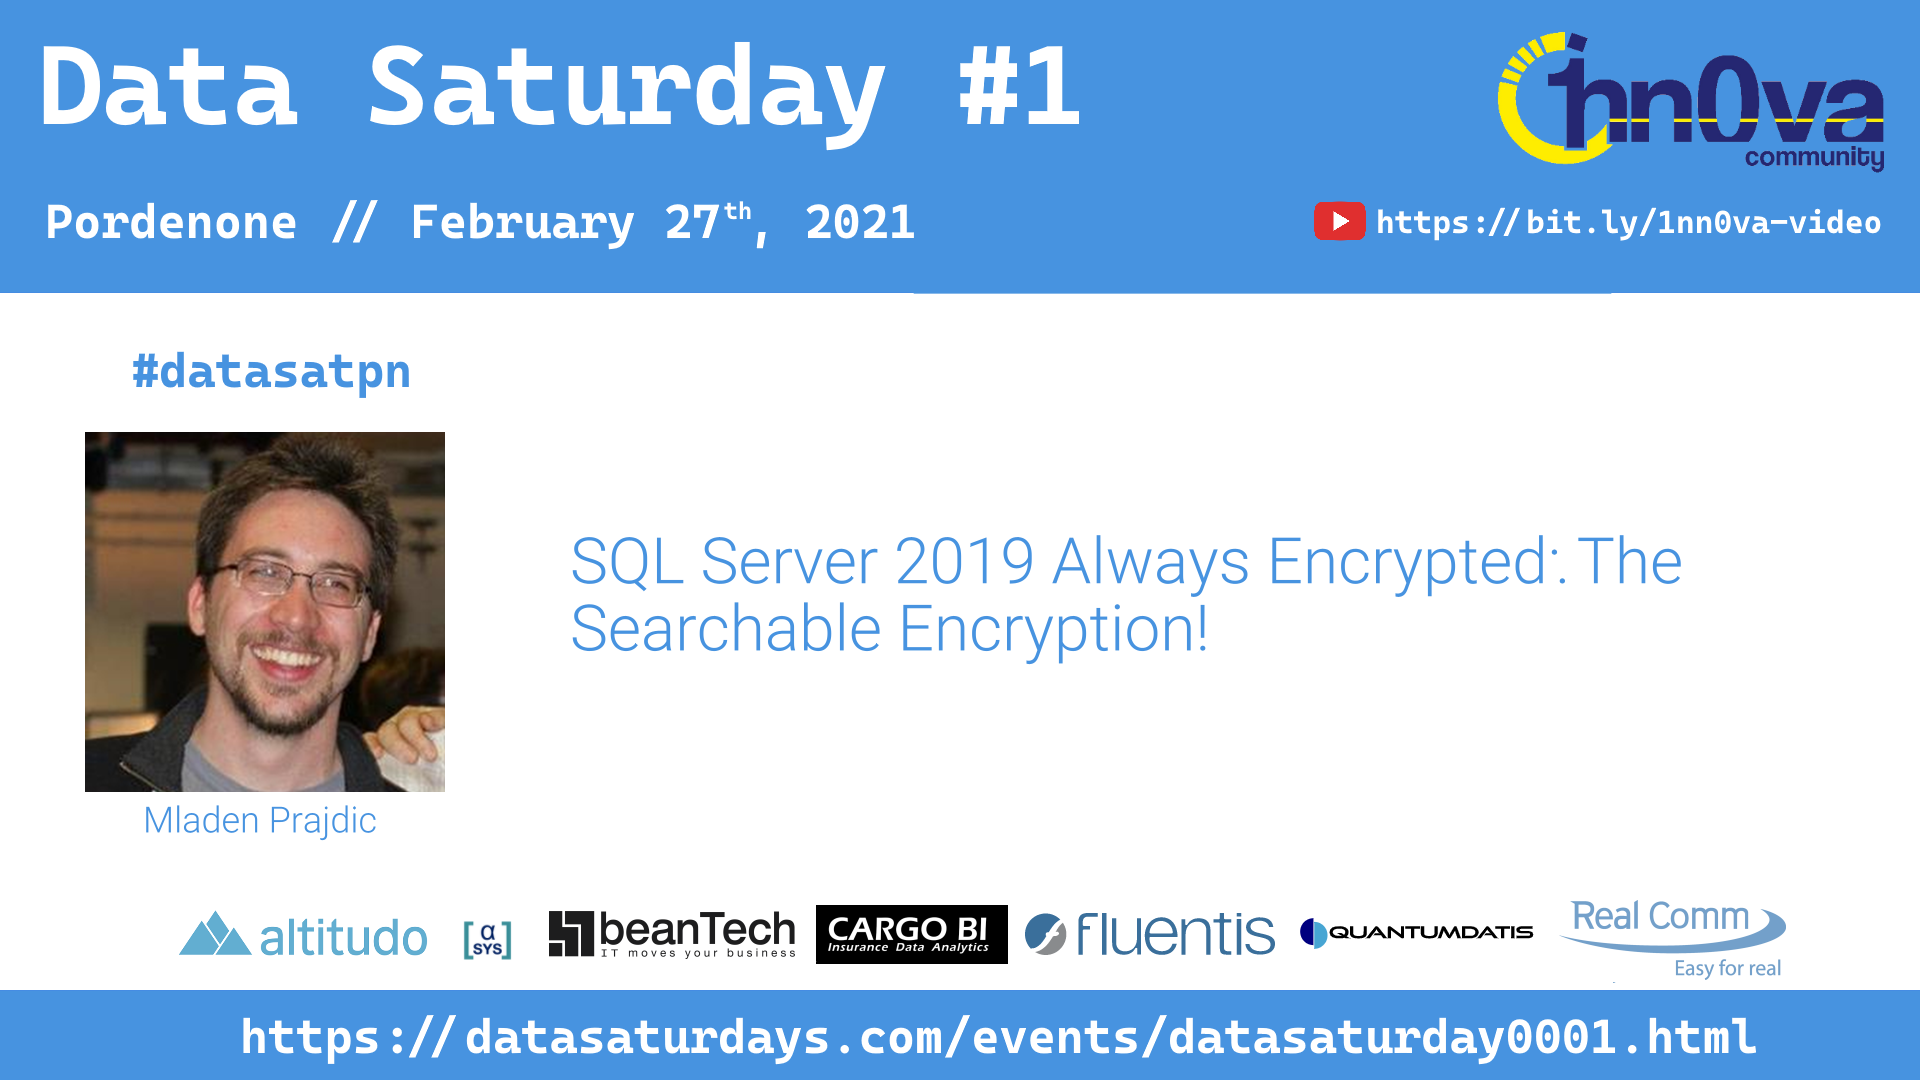 Data Saturday #1
1nn0va
community
Pordenone // February 27th, 2021
https://bit.ly/1nn0va-video
#datasatpn
SQL Server 2019 Always Encrypted: The
Searchable Encryption!
Mladen Prajdic
altitudo
[α
SYS]
beanTech
IT moves your business
CARGO BI
Insurance Data Analytics
fluentis
QUANTUMDATIS
Real Comm
Easy for real
https://datasaturdays.com/events/datasaturday0001.html